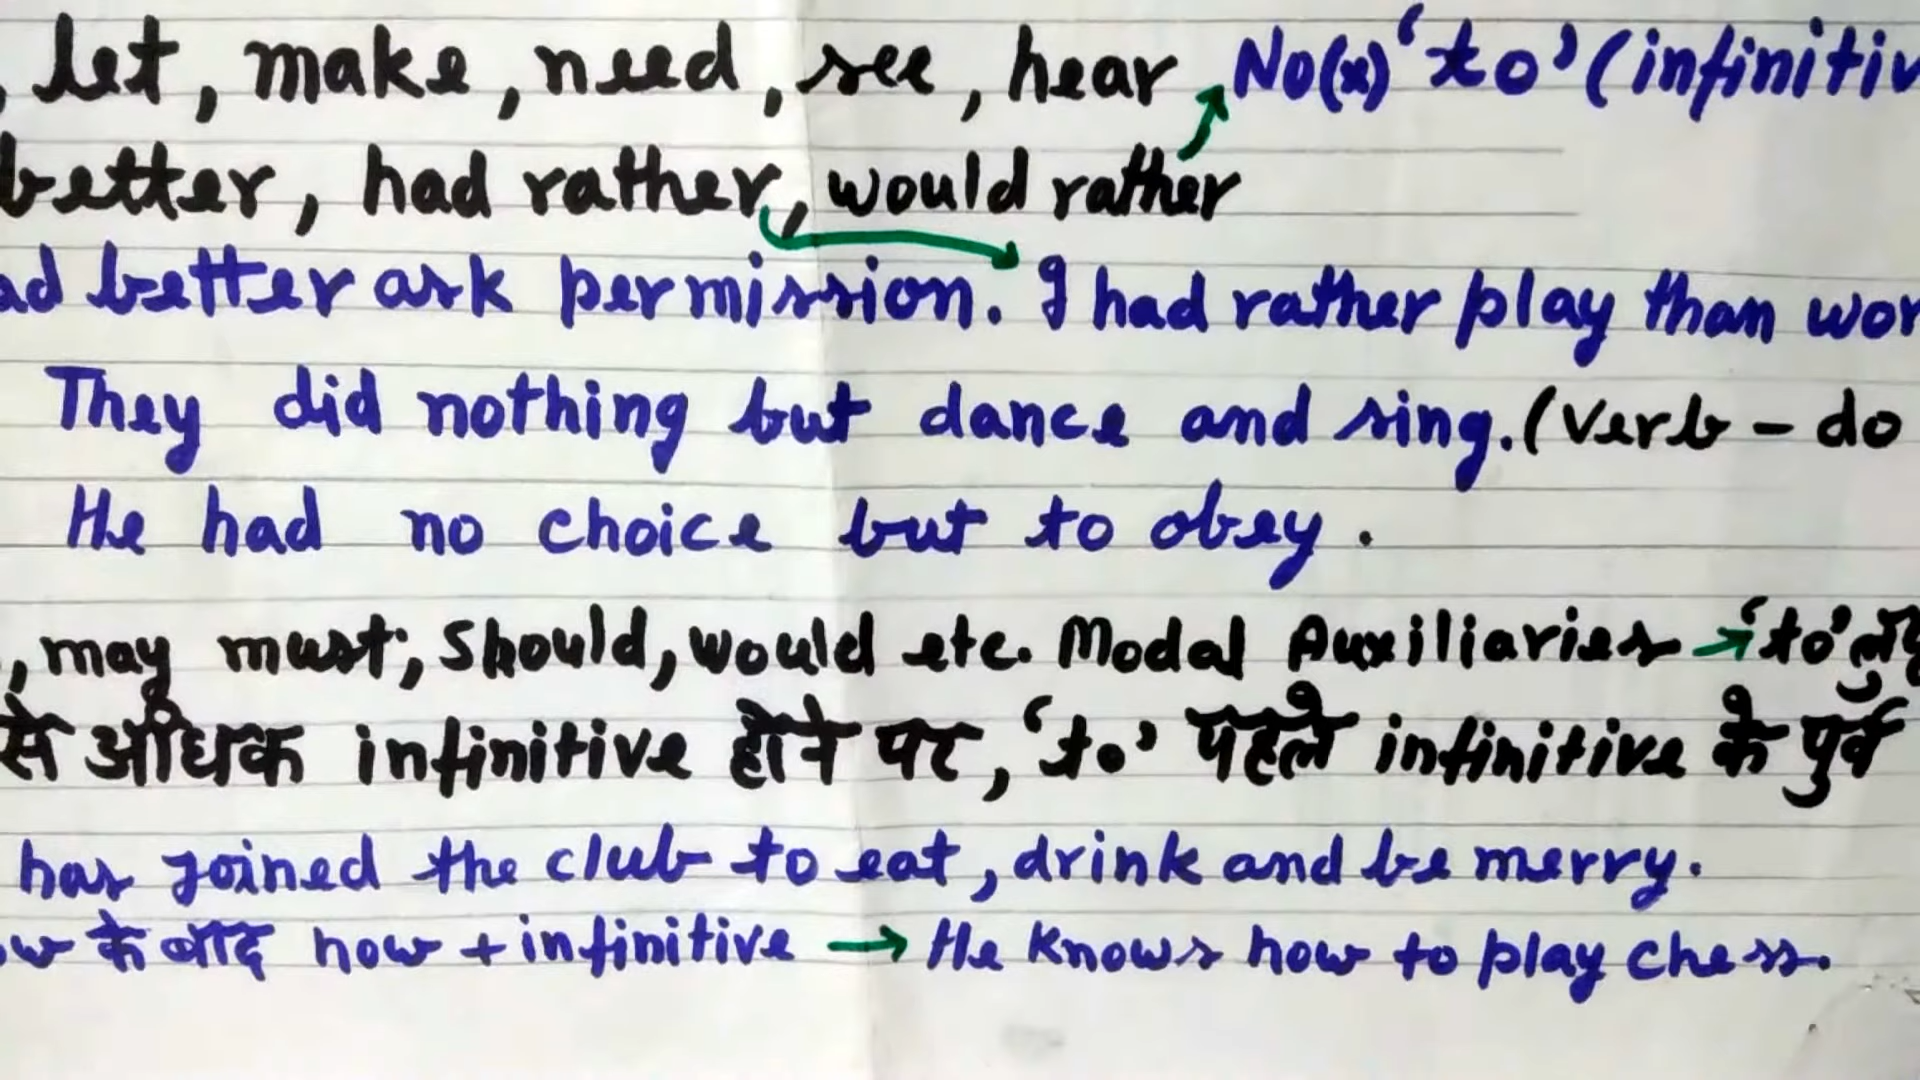 , let, make, need, see, hear No(x) 'to' (infinitiv
better, had rather, would rather
ad better ask permission. I had rather play than wor
They did nothing but dance and sing. (Verb - do
He had no choice but to obey.
, may must, Should, would etc. Modal Auxiliaries → 'to'
से अधिक infinitive होने पर, 'to' पहले infinitive के पुर्व
has joined the club to eat, drink and be merry.
ow के बाद how + infinitive → He knows how to play chess.